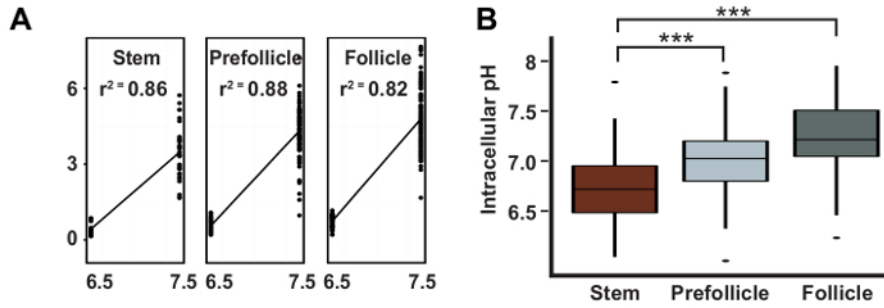 A
Stem
r² = 0.86
Prefollicle
r² = 0.88
Follicle
r² = 0.82
6
3
0
6.5
7.5
6.5
7.5
6.5
7.5
B
***
***
Intracellular pH
8
7.5
7.0
6.5
Stem
Prefollicle
Follicle